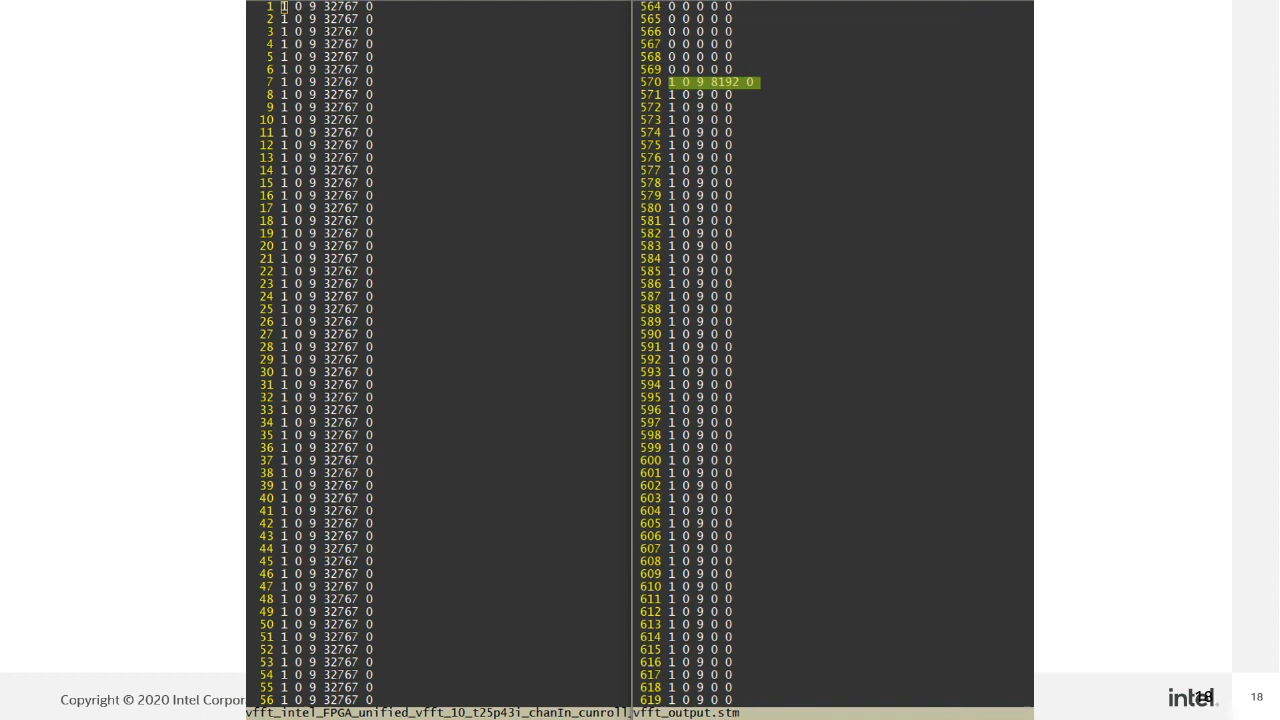 1 1 0 9 32767 0
2 1 0 9 32767 0
3 1 0 9 32767 0
4 1 0 9 32767 0
5 1 0 9 32767 0
6 1 0 9 32767 0
7 1 0 9 32767 0
8 1 0 9 32767 0
9 1 0 9 32767 0
10 1 0 9 32767 0
11 1 0 9 32767 0
12 1 0 9 32767 0
13 1 0 9 32767 0
14 1 0 9 32767 0
15 1 0 9 32767 0
16 1 0 9 32767 0
17 1 0 9 32767 0
18 1 0 9 32767 0
19 1 0 9 32767 0
20 1 0 9 32767 0
21 1 0 9 32767 0
22 1 0 9 32767 0
23 1 0 9 32767 0
24 1 0 9 32767 0
25 1 0 9 32767 0
26 1 0 9 32767 0
27 1 0 9 32767 0
28 1 0 9 32767 0
29 1 0 9 32767 0
30 1 0 9 32767 0
31 1 0 9 32767 0
32 1 0 9 32767 0
33 1 0 9 32767 0
34 1 0 9 32767 0
35 1 0 9 32767 0
36 1 0 9 32767 0
37 1 0 9 32767 0
38 1 0 9 32767 0
39 1 0 9 32767 0
40 1 0 9 32767 0
41 1 0 9 32767 0
42 1 0 9 32767 0
43 1 0 9 32767 0
44 1 0 9 32767 0
45 1 0 9 32767 0
46 1 0 9 32767 0
47 1 0 9 32767 0
48 1 0 9 32767 0
49 1 0 9 32767 0
50 1 0 9 32767 0
51 1 0 9 32767 0
52 1 0 9 32767 0
53 1 0 9 32767 0
54 1 0 9 32767 0
55 1 0 9 32767 0
56 1 0 9 32767 0
vfft_intel_FPGA_unified_vfft_10_t25p43i_chanIn_cunroll
564 0 0 0 0 0
565 0 0 0 0 0
566 0 0 0 0 0
567 0 0 0 0 0
568 0 0 0 0 0
569 0 0 0 0 0
570 1 0 9 8192 0
571 1 0 9 0 0
572 1 0 9 0 0
573 1 0 9 0 0
574 1 0 9 0 0
575 1 0 9 0 0
576 1 0 9 0 0
577 1 0 9 0 0
578 1 0 9 0 0
579 1 0 9 0 0
580 1 0 9 0 0
581 1 0 9 0 0
582 1 0 9 0 0
583 1 0 9 0 0
584 1 0 9 0 0
585 1 0 9 0 0
586 1 0 9 0 0
587 1 0 9 0 0
588 1 0 9 0 0
589 1 0 9 0 0
590 1 0 9 0 0
591 1 0 9 0 0
592 1 0 9 0 0
593 1 0 9 0 0
594 1 0 9 0 0
595 1 0 9 0 0
596 1 0 9 0 0
597 1 0 9 0 0
598 1 0 9 0 0
599 1 0 9 0 0
600 1 0 9 0 0
601 1 0 9 0 0
602 1 0 9 0 0
603 1 0 9 0 0
604 1 0 9 0 0
605 1 0 9 0 0
606 1 0 9 0 0
607 1 0 9 0 0
608 1 0 9 0 0
609 1 0 9 0 0
610 1 0 9 0 0
611 1 0 9 0 0
612 1 0 9 0 0
613 1 0 9 0 0
614 1 0 9 0 0
615 1 0 9 0 0
616 1 0 9 0 0
617 1 0 9 0 0
618 1 0 9 0 0
619 1 0 9 0 0
vfft_output.stm
Copyright © 2020 Intel Corpora
intel.
18
18